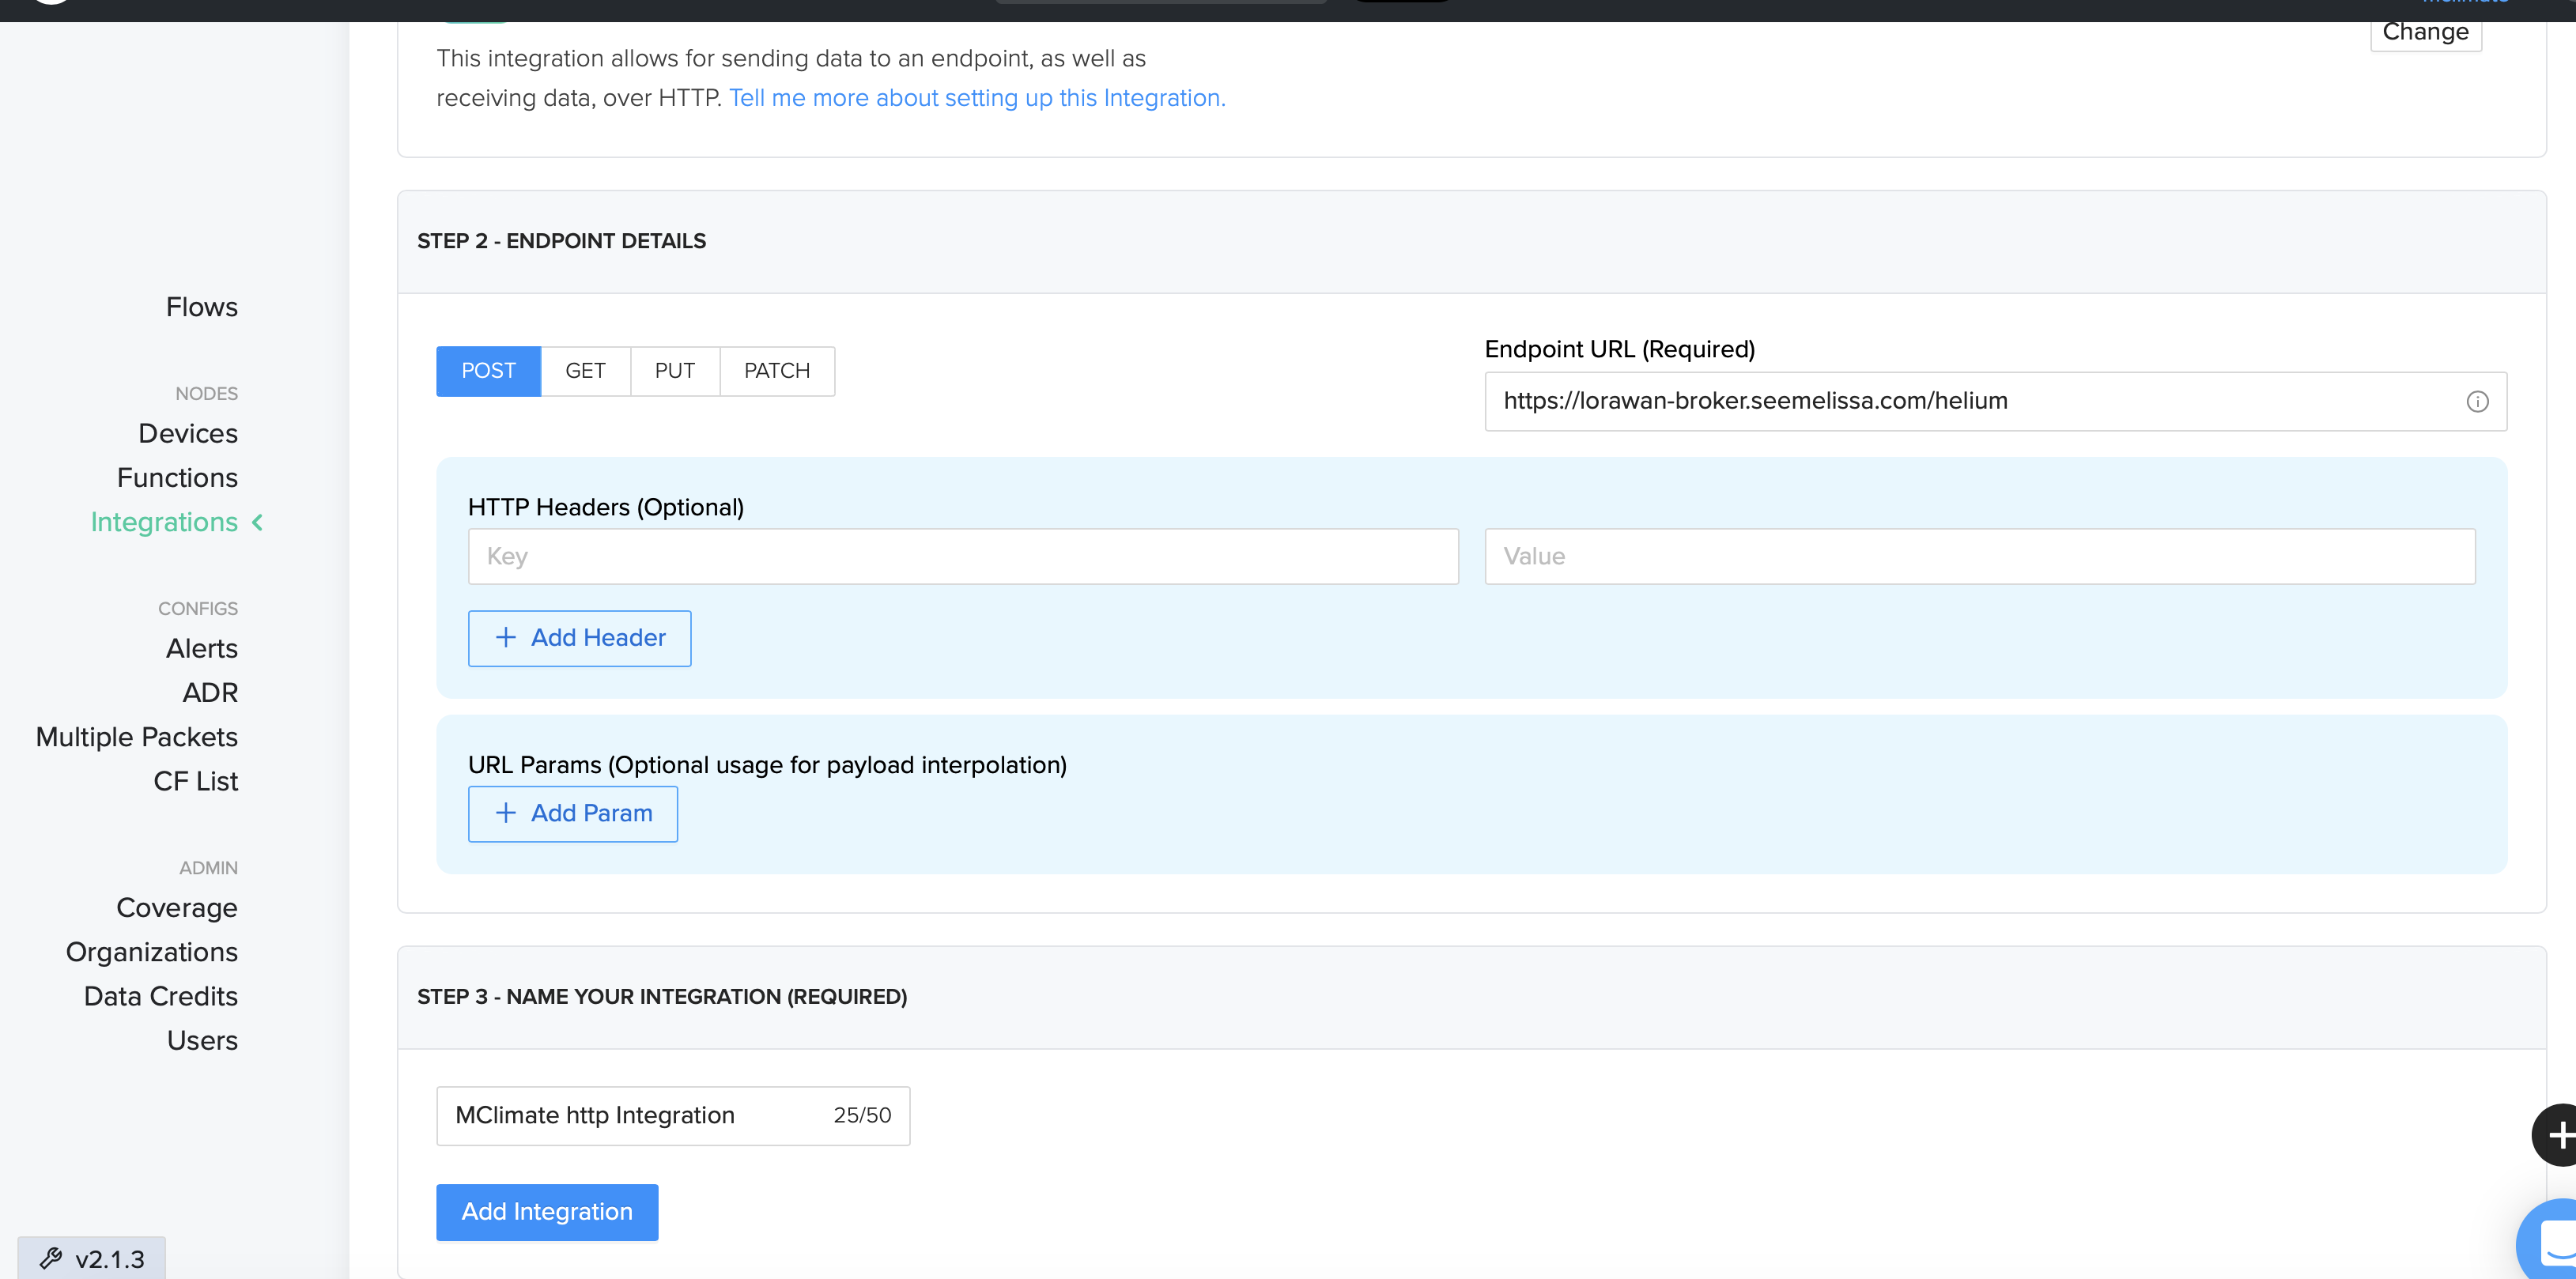 Change
This integration allows for sending data to an endpoint, as well as
receiving data, over HTTP. Tell me more about setting up this Integration.
Flows
NODES
Devices
Functions
Integrations
CONFIGS
Alerts
ADR
Multiple Packets
CF List
ADMIN
Coverage
Organizations
Data Credits
Users
v2.1.3
STEP 2 - ENDPOINT DETAILS
POST GET PUT PATCH
Endpoint URL (Required)
https://lorawan-broker.seemelissa.com/helium
HTTP Headers (Optional)
Key
Value
+ Add Header
URL Params (Optional usage for payload interpolation)
+ Add Param
STEP 3 - NAME YOUR INTEGRATION (REQUIRED)
MClimate http Integration 25/50
Add Integration